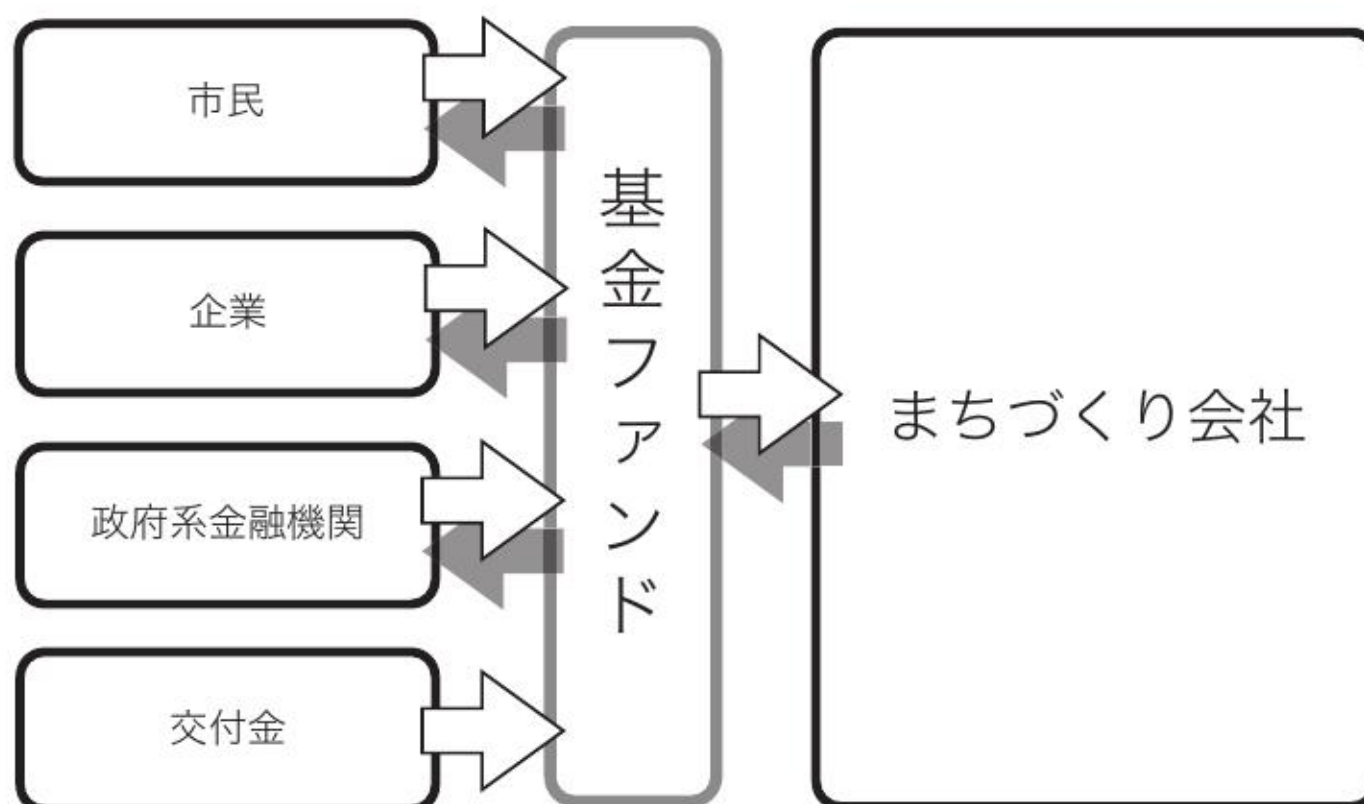 市民
企業
政府系金融機関
交付金
基金ファンド
まちづくり会社